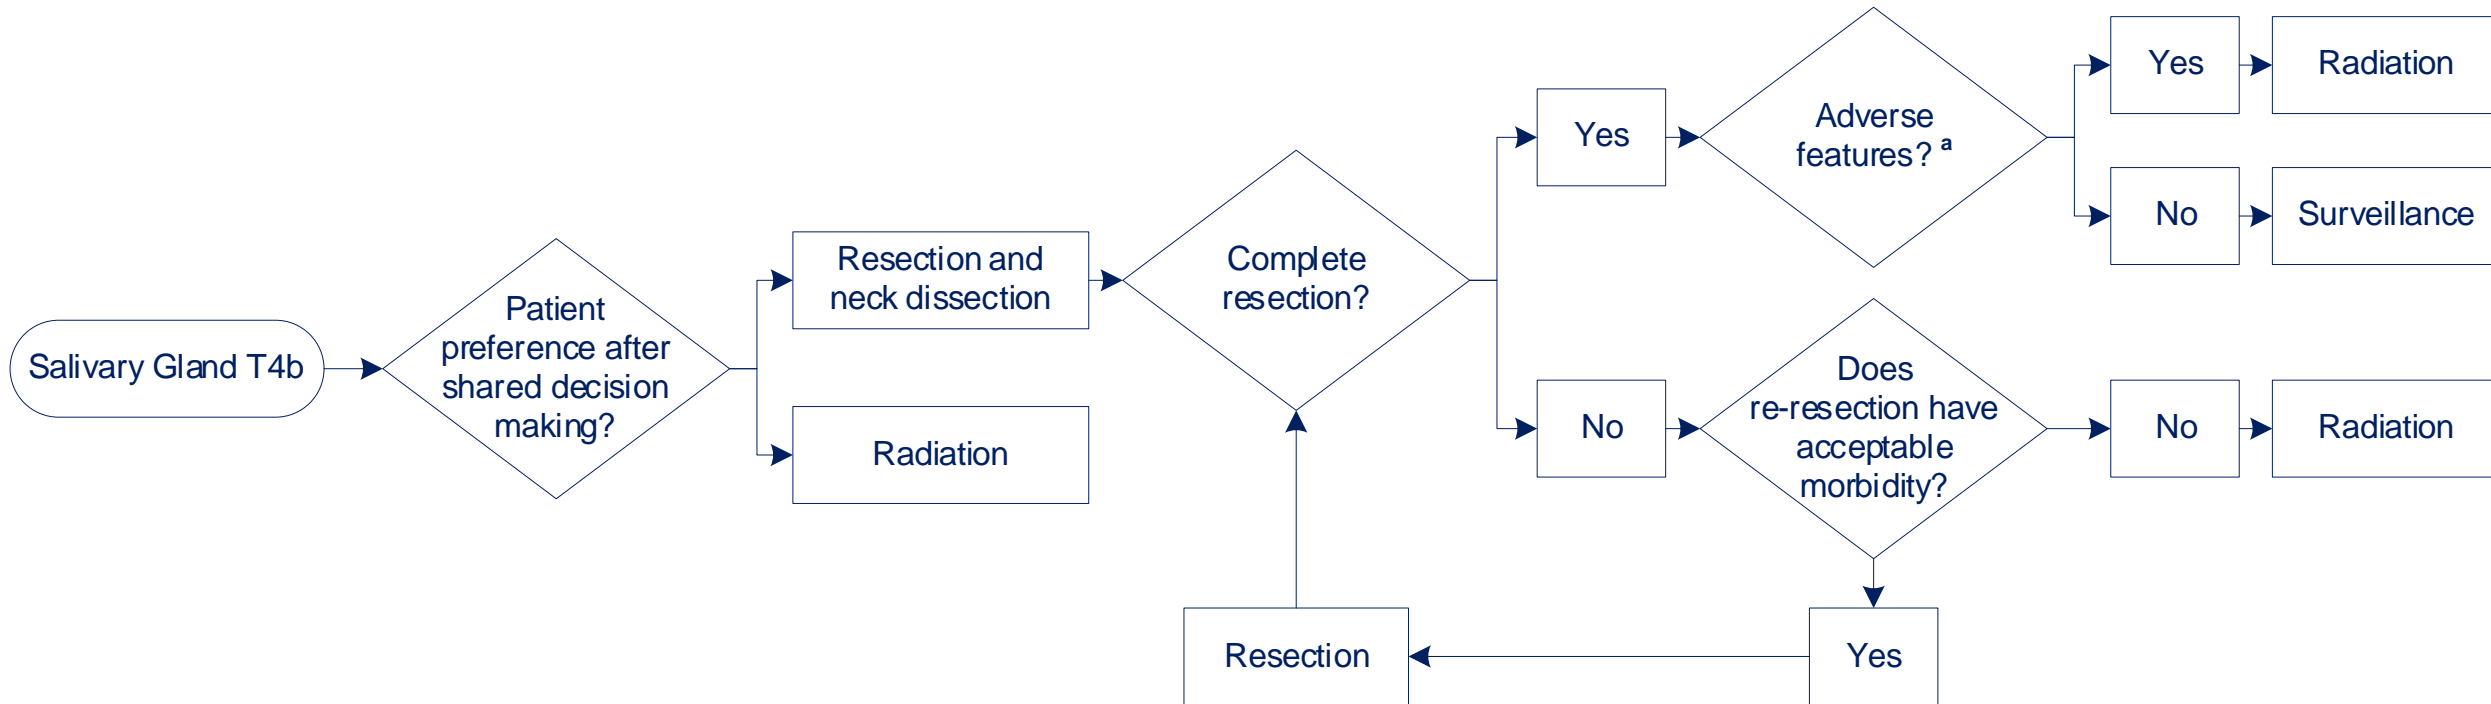 Salivary Gland T4b
Patient
preference after
shared decision
making?
Resection and
neck dissection
Radiation
Complete
resection?
Yes
Adverse
features? a
Yes
Radiation
No
Surveillance
No
Does
re-resection have
acceptable
morbidity?
No
Radiation
Yes
Resection